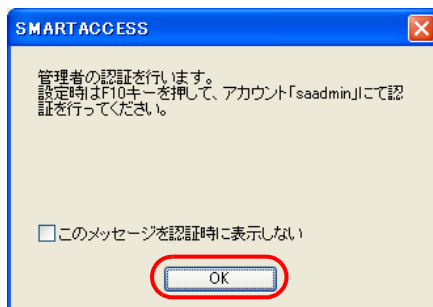 SMARTACCESS
管理者の認証を行います。
設定時はF10キーを押して、アカウント「saadmin」にて認
証を行ってください。
このメッセージを認証時に表示しない
OK